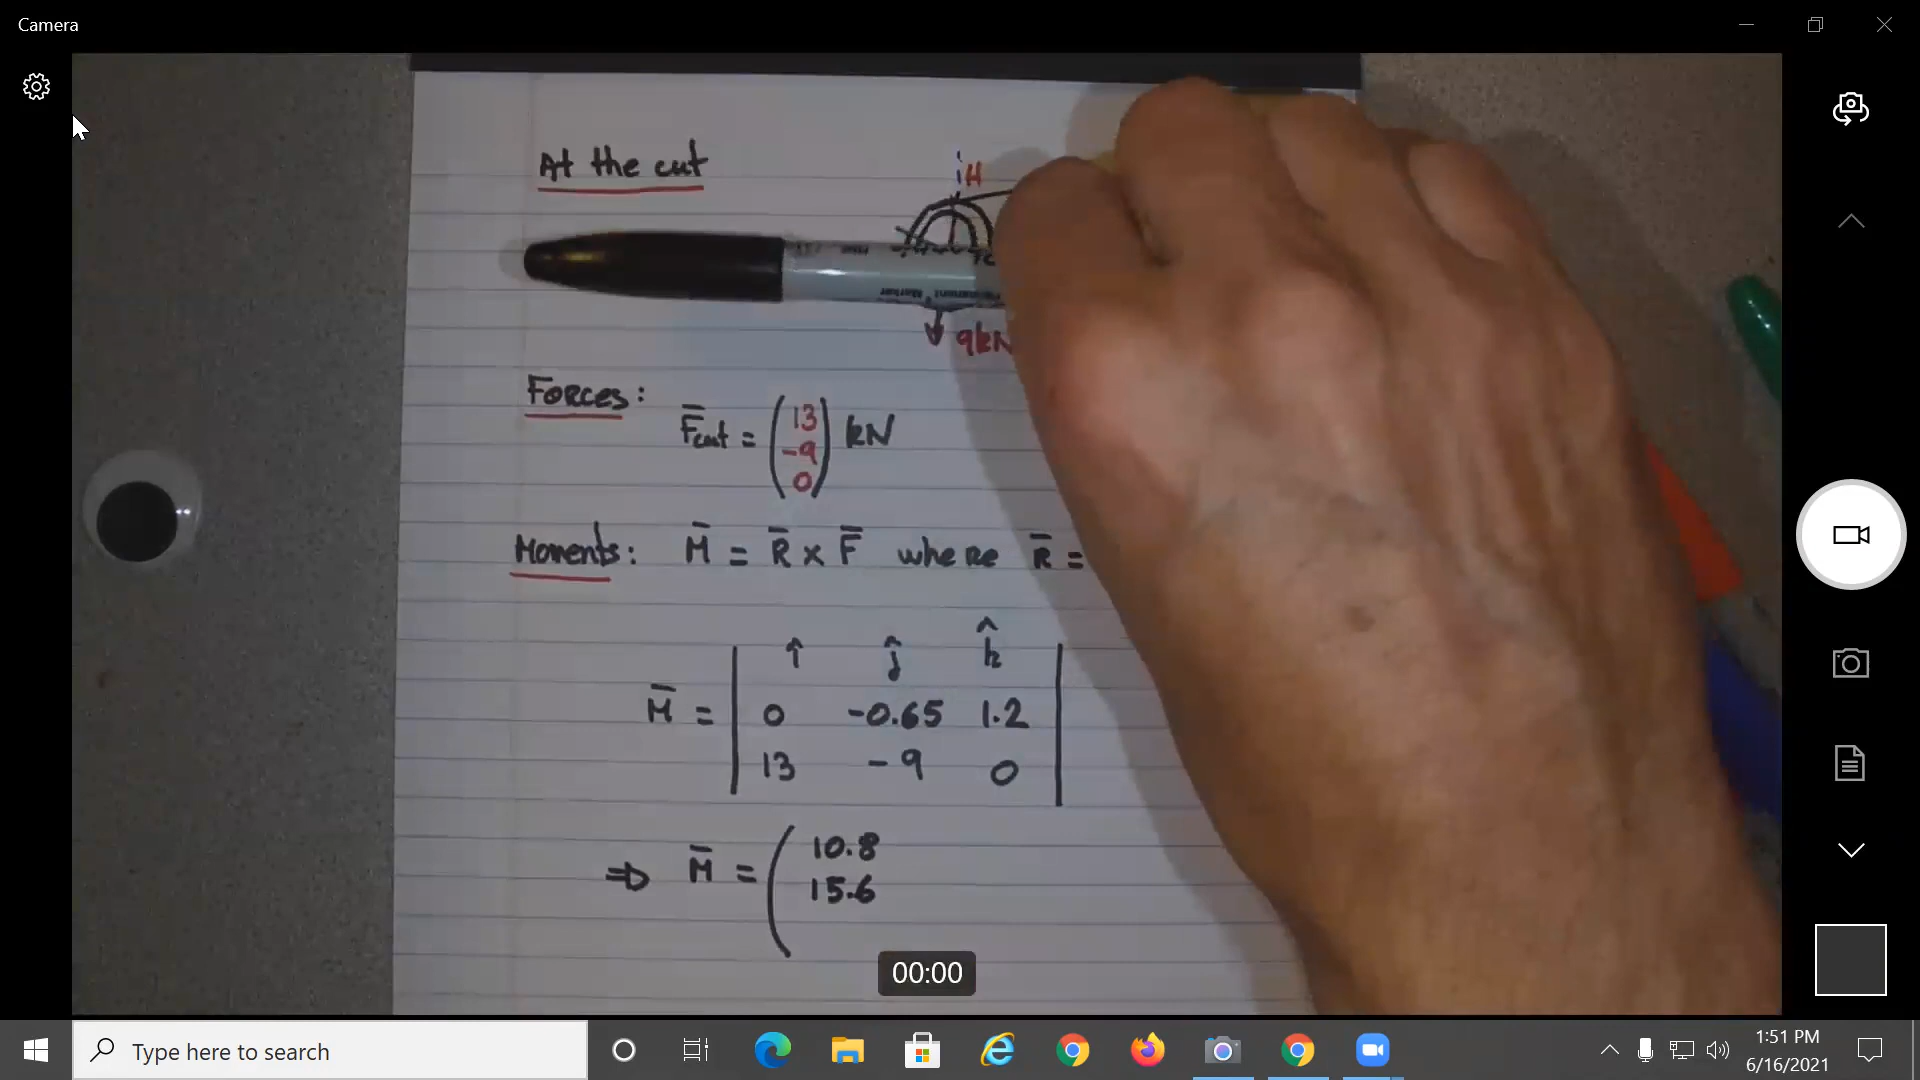 Camera
At the cut
H
9kN
Forces: F̅cut = (13 -9 0) kN
Moments: M̅ = R̅ x F̅ where R̅ =
î ĵ k̂
M̅ = | 0 -0.65 1.2 |
13 -9 0
⇒ M̅ = ( 10.8
15.6
00:00
Type here to search
1:51 PM
6/16/2021